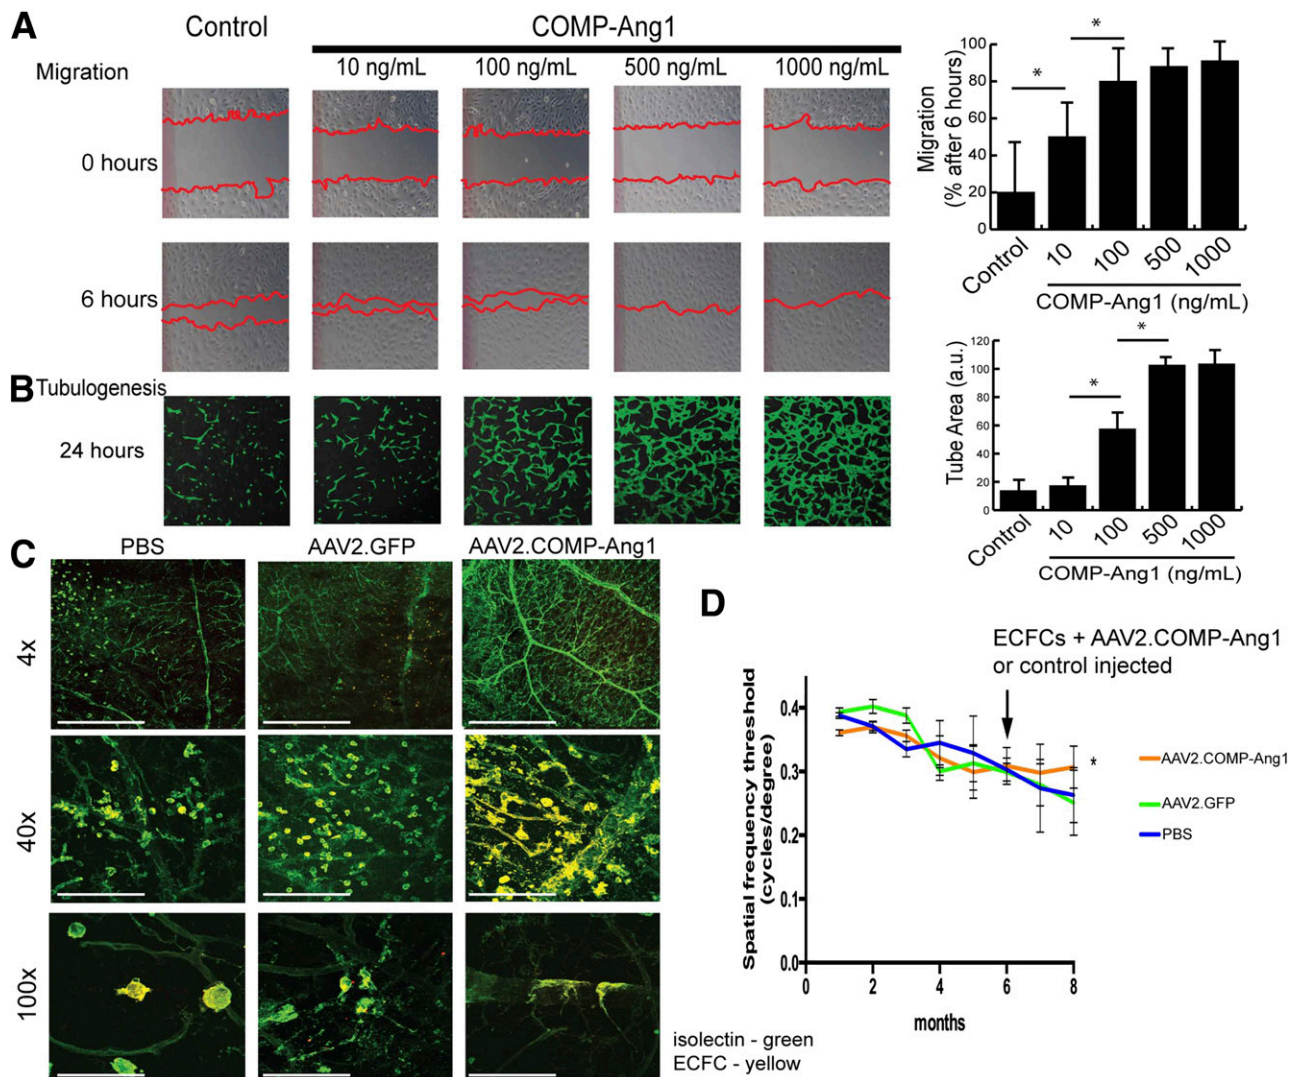 A
Control
COMP-Ang1
Migration
10 ng/mL
100 ng/mL
500 ng/mL
1000 ng/mL
0 hours
6 hours
Migration
(% after 6 hours)
100
80
60
40
20
0
*
*
Control
10
100
500
1000
COMP-Ang1 (ng/mL)
B
Tubulogenesis
24 hours
Tube Area (a.u.)
120
100
80
60
40
20
0
*
*
Control
10
100
500
1000
COMP-Ang1 (ng/mL)
C
PBS
AAV2.GFP
AAV2.COMP-Ang1
4x
40x
100x
isolectin - green
ECFC - yellow
D
ECFCs + AAV2.COMP-Ang1
or control injected
Spatial frequency threshold
(cycles/degree)
0.4
0.3
0.2
0.1
0.0
0
2
4
6
8
months
AAV2.COMP-Ang1
*
AAV2.GFP
PBS